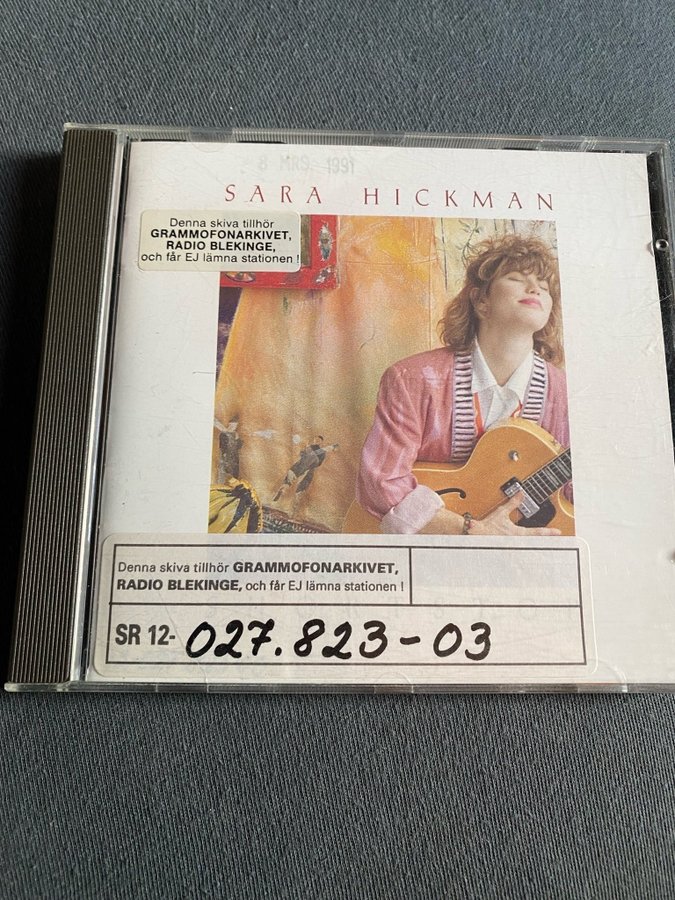 8 MRS 1991
SARA HICKMAN
Denna skiva tillhör
GRAMMOFONARKIVET,
RADIO BLEKINGE,
och får EJ lämna stationen !
Denna skiva tillhör GRAMMOFONARKIVET,
RADIO BLEKINGE, och får EJ lämna stationen !
SR 12- 027.823-03